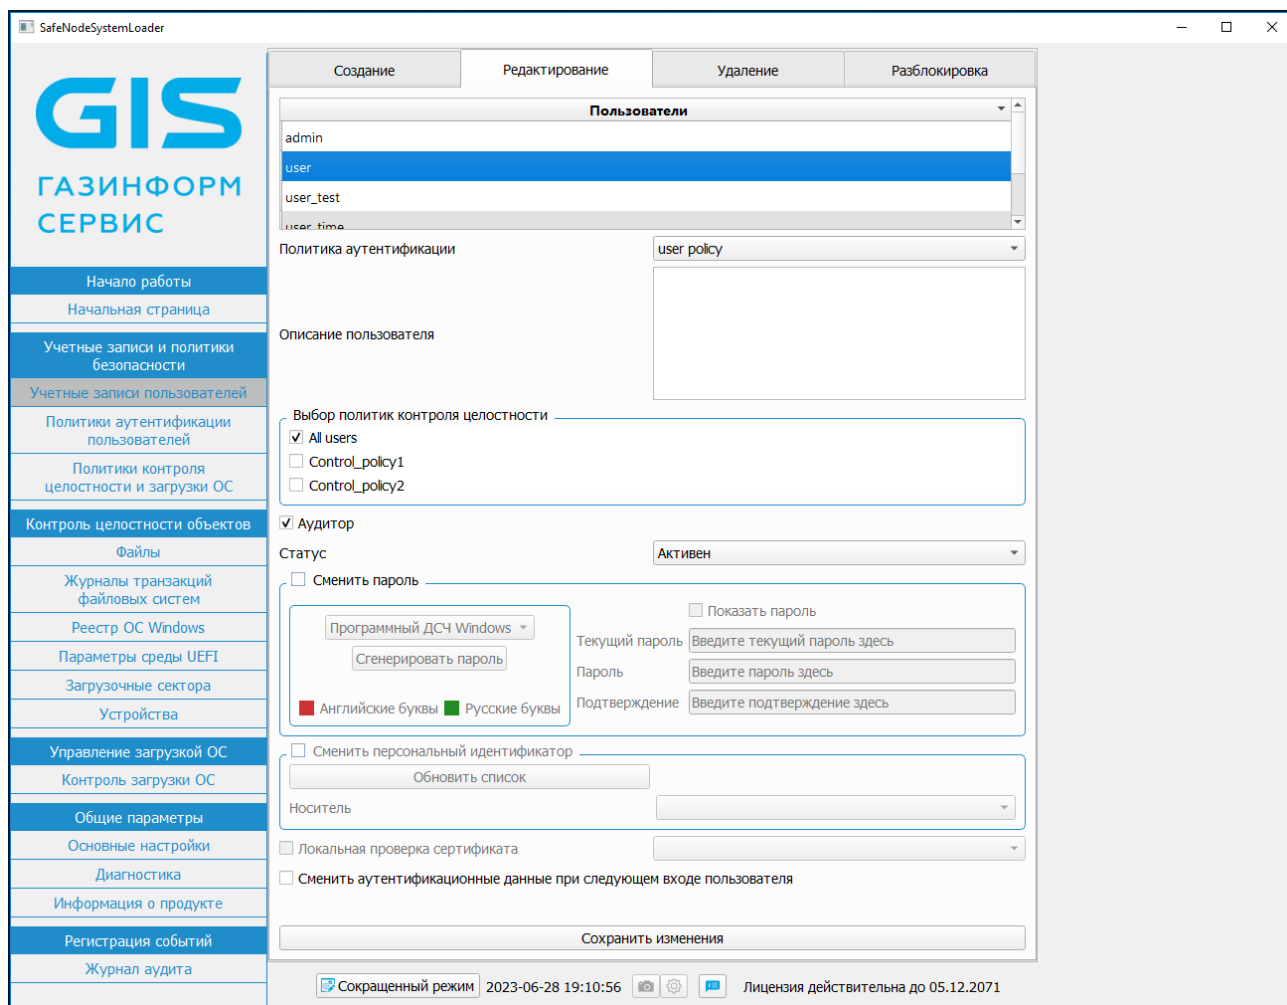 SafeNodeSystemLoader
GIS
ГАЗИНФОРМ
СЕРВИС
Начало работы
Начальная страница
Учетные записи и политики
безопасности
Учетные записи пользователей
Политики аутентификации
пользователей
Политики контроля
целостности и загрузки ОС
Контроль целостности объектов
Файлы
Журналы транзакций
файловых систем
Реестр ОС Windows
Параметры среды UEFI
Загрузочные сектора
Устройства
Управление загрузкой ОС
Контроль загрузки ОС
Общие параметры
Основные настройки
Диагностика
Информация о продукте
Регистрация событий
Журнал аудита
Создание Редактирование Удаление Разблокировка
Пользователи
admin
user
user_test
user_time
Политика аутентификации user policy
Описание пользователя
Выбор политик контроля целостности
All users
Control_policy1
Control_policy2
Аудитор
Статус Активен
Сменить пароль
Программный ДСЧ Windows
Сгенерировать пароль
Английские буквы Русские буквы
Показать пароль
Текущий пароль Введите текущий пароль здесь
Пароль Введите пароль здесь
Подтверждение Введите подтверждение здесь
Сменить персональный идентификатор
Обновить список
Носитель
Локальная проверка сертификата
Сменить аутентификационные данные при следующем входе пользователя
Сохранить изменения
Сокращенный режим 2023-06-28 19:10:56 Лицензия действительна до 05.12.2071